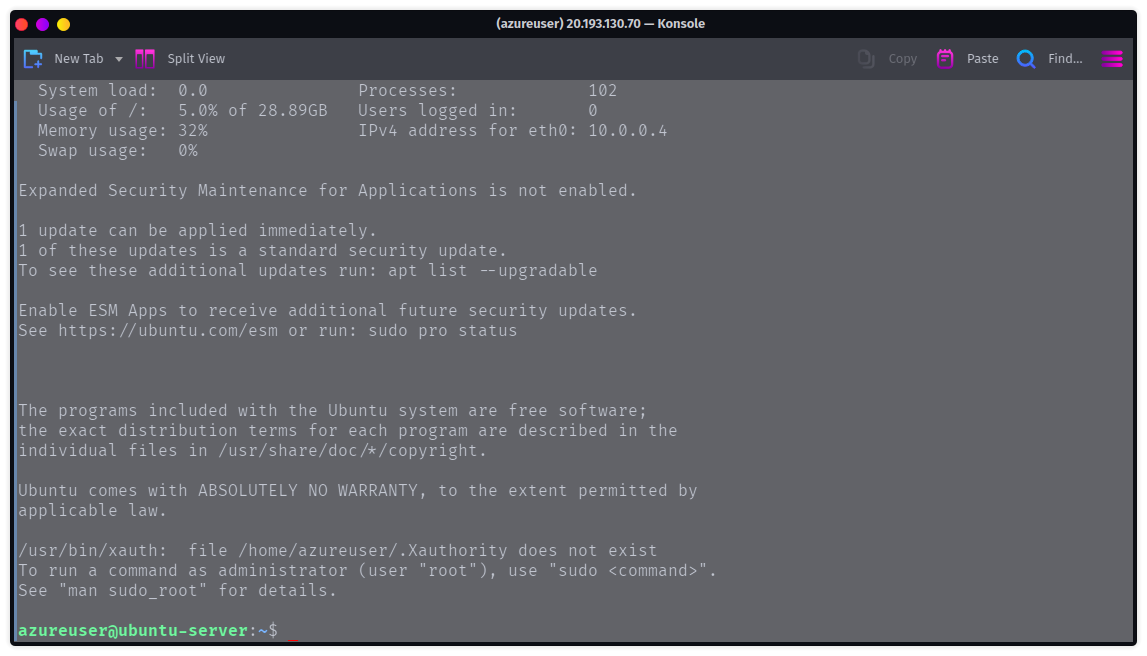 (azureuser) 20.193.130.70 — Konsole
New Tab Split View Copy Paste Find...
System load: 0.0 Processes: 102
Usage of /: 5.0% of 28.89GB Users logged in: 0
Memory usage: 32% IPv4 address for eth0: 10.0.0.4
Swap usage: 0%
Expanded Security Maintenance for Applications is not enabled.
1 update can be applied immediately.
1 of these updates is a standard security update.
To see these additional updates run: apt list --upgradable
Enable ESM Apps to receive additional future security updates.
See https://ubuntu.com/esm or run: sudo pro status
The programs included with the Ubuntu system are free software;
the exact distribution terms for each program are described in the
individual files in /usr/share/doc/*/copyright.
Ubuntu comes with ABSOLUTELY NO WARRANTY, to the extent permitted by
applicable law.
/usr/bin/xauth:  file /home/azureuser/.Xauthority does not exist
To run a command as administrator (user "root"), use "sudo <command>".
See "man sudo_root" for details.
azureuser@ubuntu-server:~$